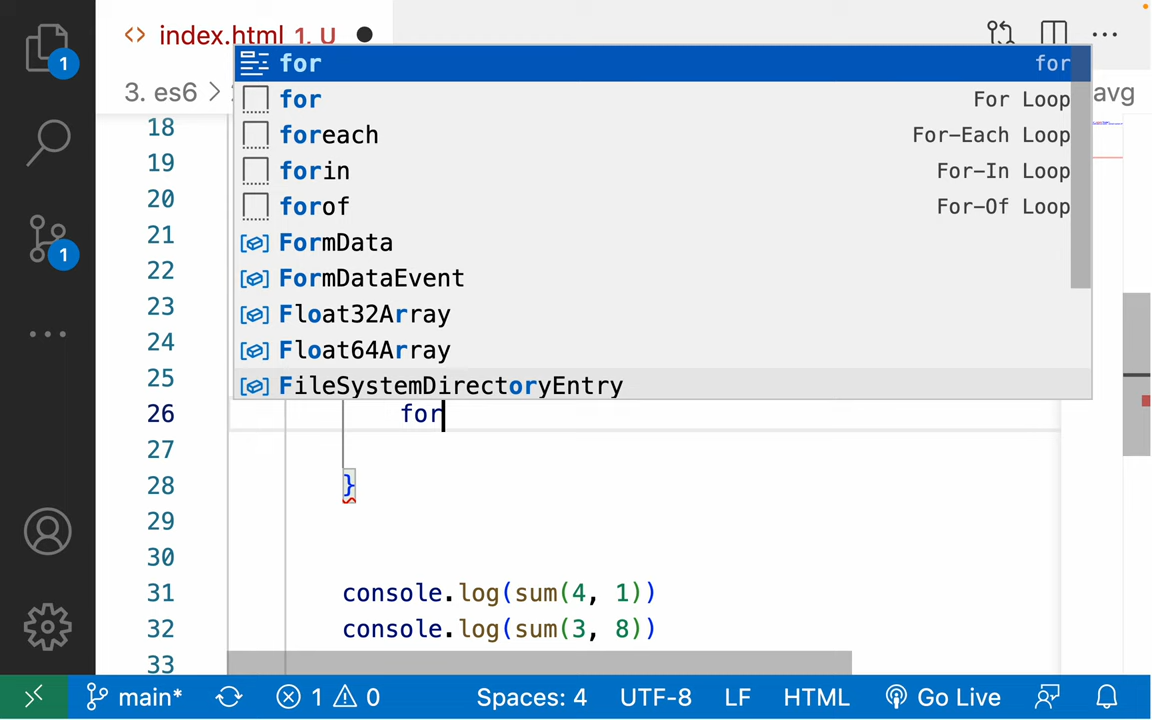 index.html 1, U
3. es6 >
avg
for for
for For Loop
foreach For-Each Loop
forin For-In Loop
forof For-Of Loop
FormData
FormDataEvent
Float32Array
Float64Array
FileSystemDirectoryEntry
1
1
18
19
20
21
22
23
24
25
26 for
27
28 }
29
30
31 console.log(sum(4, 1))
32 console.log(sum(3, 8))
33
main* 1 0 Spaces: 4 UTF-8 LF HTML Go Live